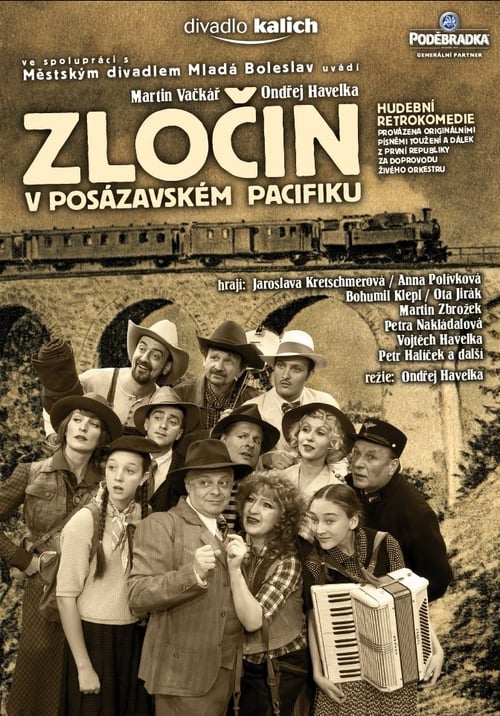 divadlo kalich
PODĚBRADKA
GENERÁLNÍ PARTNER
ve spolupráci s
Městským divadlem Mladá Boleslav uvádí
Martin Vačkář Ondřej Havelka
ZLOČIN
V POSÁZAVSKÉM PACIFIKU
HUDEBNÍ
RETROKOMEDIE
PROVÁZENA ORIGINÁLNÍMI
PÍSNĚMI TOUŽENÍ A DÁLEK
Z PRVNÍ REPUBLIKY
ZA DOPROVODU
ŽIVÉHO ORKESTRU
hrají: Jaroslava Kretschmerová / Anna Polívková
Bohumil Klepl / Ota Jirák
Martin Zbrožek
Petra Nakládalová
Vojtěch Havelka
Petr Halíček a další
režie: Ondřej Havelka